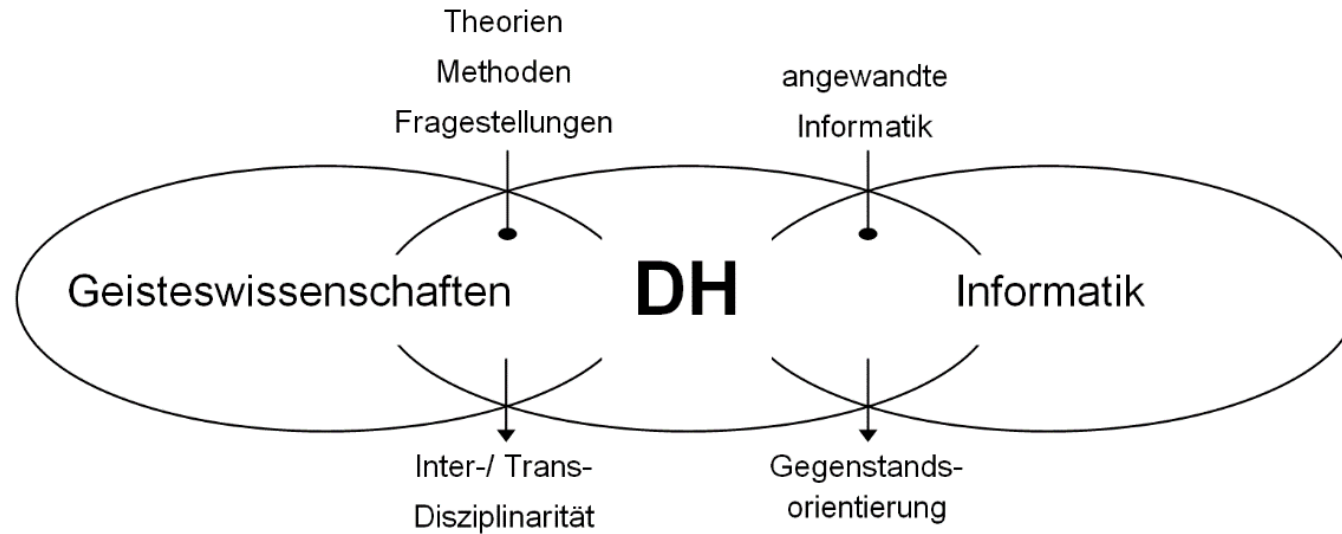 Theorien
Methoden
Fragestellungen
angewandte
Informatik
Geisteswissenschaften
DH
Informatik
Inter-/ Trans-
Disziplinarität
Gegenstands-
orientierung